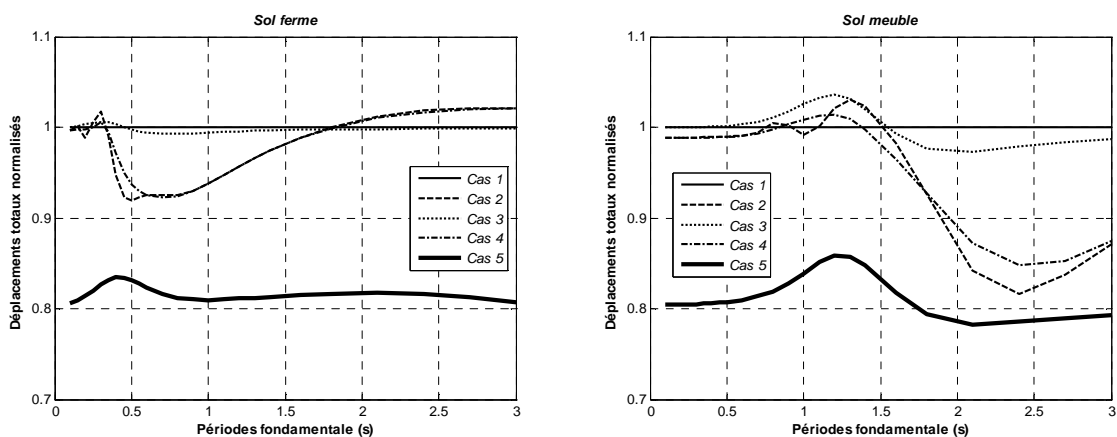 Sol ferme
1.1
1
0.9
0.8
0.7
0
0.5
1
1.5
2
2.5
3
Déplacements totaux normalisés
Périodes fondamentale (s)
Cas 1
Cas 2
Cas 3
Cas 4
Cas 5
Sol meuble
1.1
1
0.9
0.8
0.7
0
0.5
1
1.5
2
2.5
3
Déplacements totaux normalisés
Périodes fondamentale (s)
Cas 1
Cas 2
Cas 3
Cas 4
Cas 5